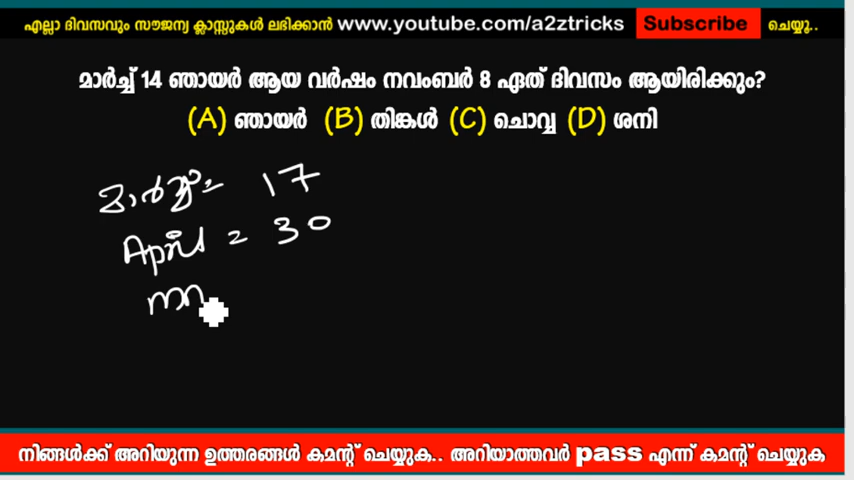 എല്ലാ ദിവസവും സൗജന്യ ക്ലാസ്സുകൾ ലഭിക്കാൻ www.youtube.com/a2ztricks Subscribe ചെയ്യൂ..
മാർച്ച് 14 ഞായർ ആയ വർഷം നവംബർ 8 ഏത് ദിവസം ആയിരിക്കും?
(A) ഞായർ (B) തിങ്കൾ (C) ചൊവ്വ (D) ശനി
മാർച്ച് = 17
April = 30
നിങ്ങൾക്ക് അറിയുന്ന ഉത്തരങ്ങൾ കമന്റ് ചെയ്യുക.. അറിയാത്തവർ pass എന്ന് കമന്റ് ചെയ്യുക